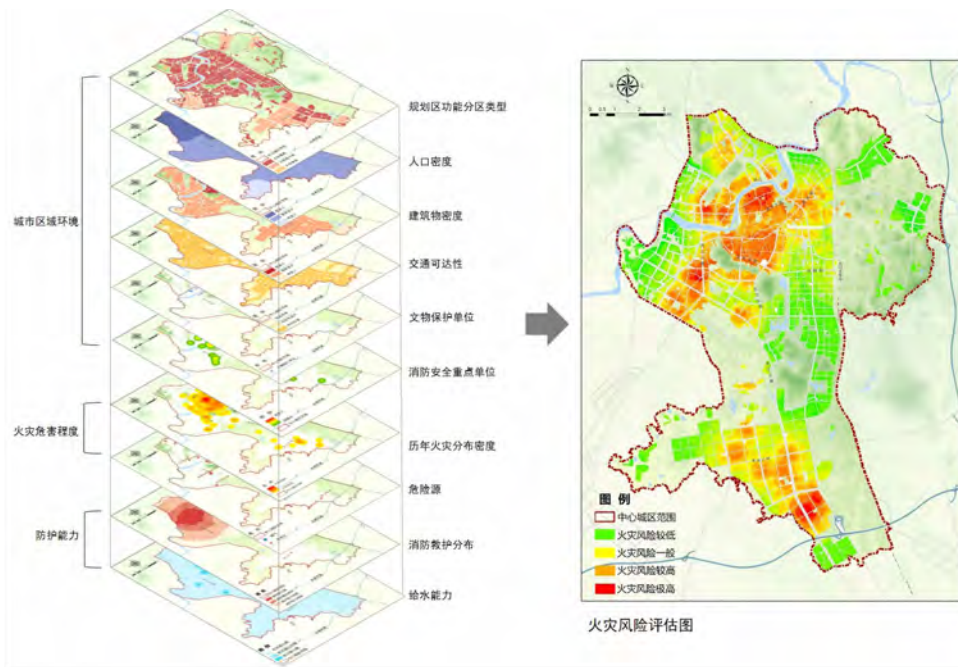 城市区域环境
火灾危害程度
防护能力
规划区功能分区类型
人口密度
建筑物密度
交通可达性
文物保护单位
消防安全重点单位
历年火灾分布密度
危险源
消防救护分布
给水能力
图 例
中心城区范围
火灾风险较低
火灾风险一般
火灾风险较高
火灾风险极高
火灾风险评估图